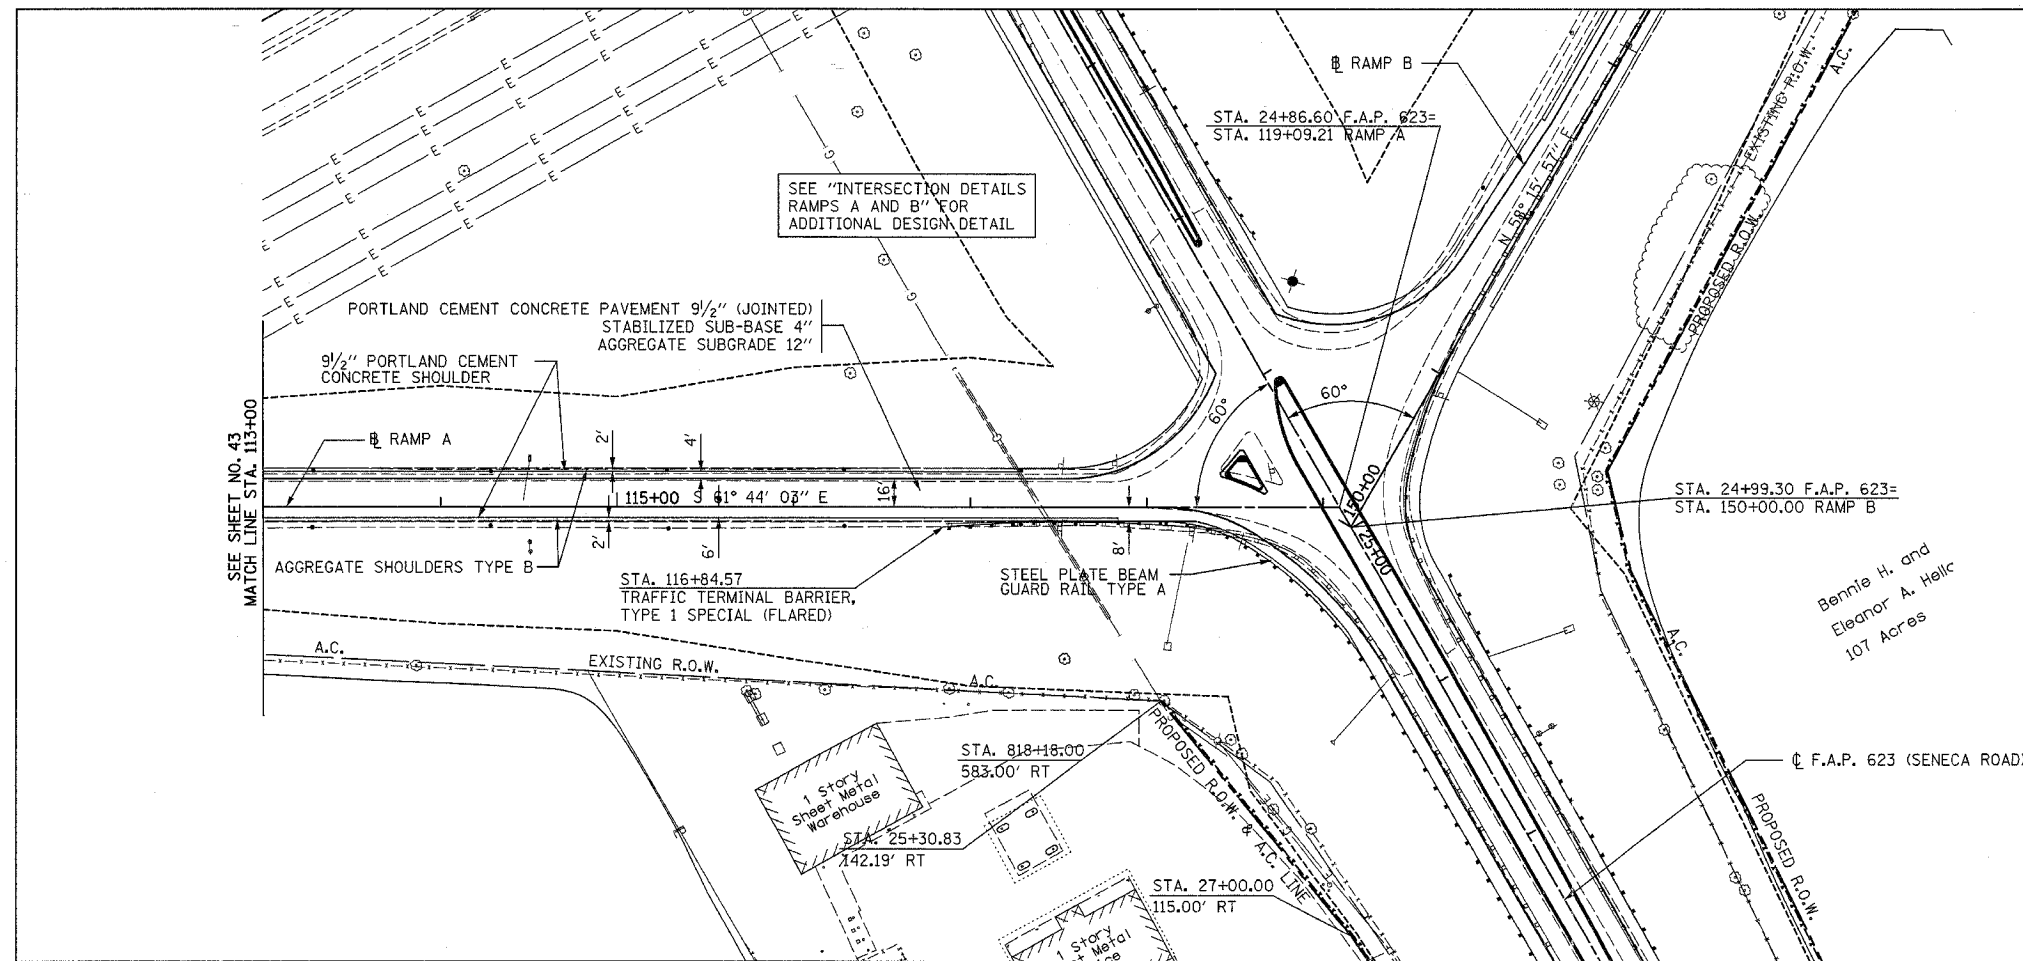 ℄ RAMP B
EXISTING R.O.W.
A.C.
STA. 24+86.60 F.A.P. 623=
STA. 119+09.21 RAMP A
N 58° 15' 57" E
SEE "INTERSECTION DETAILS
RAMPS A AND B" FOR
ADDITIONAL DESIGN DETAIL
PROPOSED R.O.W.
PORTLAND CEMENT CONCRETE PAVEMENT 9½" (JOINTED)
STABILIZED SUB-BASE 4"
AGGREGATE SUBGRADE 12"
9½" PORTLAND CEMENT
CONCRETE SHOULDER
60°
60°
SEE SHEET NO. 43
MATCH LINE STA. 113+00
RAMP A
2'
4'
115+00 S 61° 44' 03" E
16'
150+00
25+00
STA. 24+99.30 F.A.P. 623=
STA. 150+00.00 RAMP B
2'
6'
8'
AGGREGATE SHOULDERS TYPE B
STA. 116+84.57
TRAFFIC TERMINAL BARRIER,
TYPE 1 SPECIAL (FLARED)
STEEL PLATE BEAM
GUARD RAIL TYPE A
Bennie H. and
Eleanor A.
107 Acres
A.C.
A.C.
EXISTING R.O.W.
A.C.
PROPOSED R.O.W. & A.C. LINE
STA. 818+18.00
583.00' RT
℄ F.A.P. 623 (SENECA ROAD)
1 Story
Sheet Metal
Warehouse
PROPOSED R.O.W.
STA. 25+30.83
142.19' RT
STA. 27+00.00
115.00' RT
1 Story
Metal
E E E E E E E E E E E E E E E E E E E E E E E E
G G G G